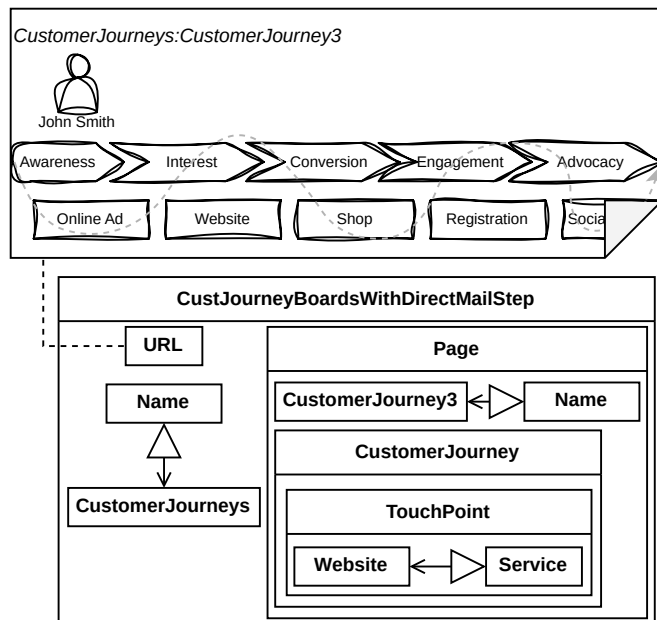 CustomerJourneys:CustomerJourney3
John Smith
Awareness Interest Conversion Engagement Advocacy
Online Ad Website Shop Registration Socia
CustJourneyBoardsWithDirectMailStep
URL
Page
Name
CustomerJourney3 Name
CustomerJourney
CustomerJourneys
TouchPoint
Website Service